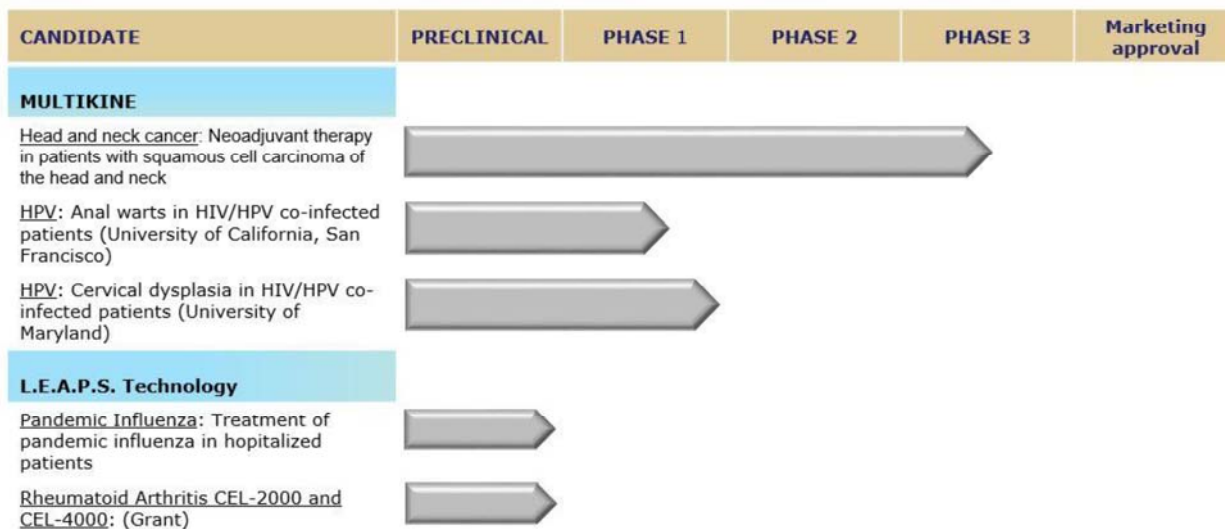 CANDIDATE PRECLINICAL PHASE 1 PHASE 2 PHASE 3 Marketing approval
MULTIKINE
Head and neck cancer: Neoadjuvant therapy
in patients with squamous cell carcinoma of
the head and neck
HPV: Anal warts in HIV/HPV co-infected
patients (University of California, San
Francisco)
HPV: Cervical dysplasia in HIV/HPV co-
infected patients (University of
Maryland)
L.E.A.P.S. Technology
Pandemic Influenza: Treatment of
pandemic influenza in hopitalized
patients
Rheumatoid Arthritis CEL-2000 and
CEL-4000: (Grant)